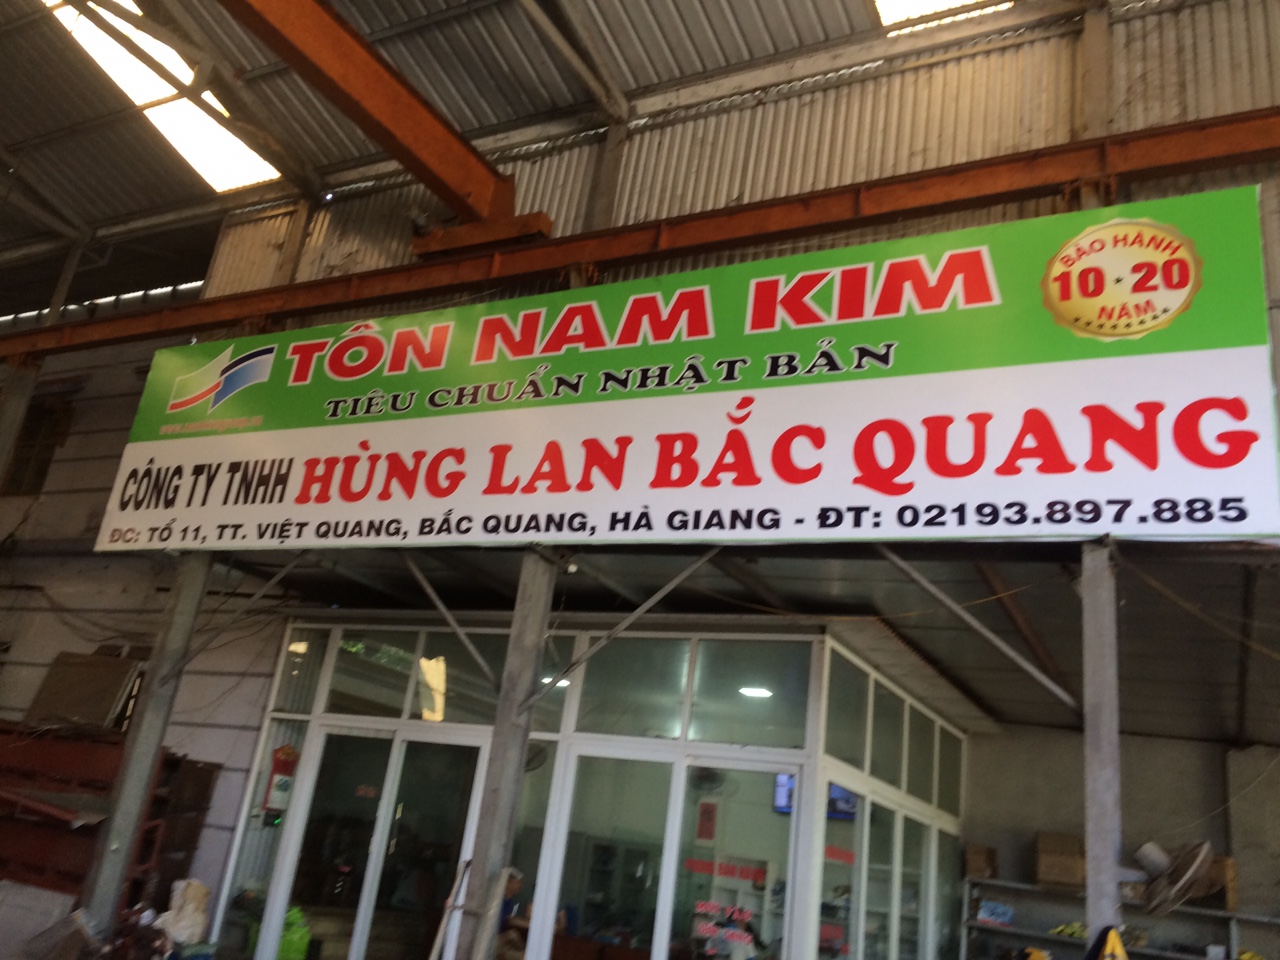 TÔN NAM KIM
BẢO HÀNH
10 * 20
NĂM
TIÊU CHUẨN NHẬT BẢN
CÔNG TY TNHH HÙNG LAN BẮC QUANG
ĐC: TỔ 11, TT. VIỆT QUANG, BẮC QUANG, HÀ GIANG - ĐT: 02193.897.885